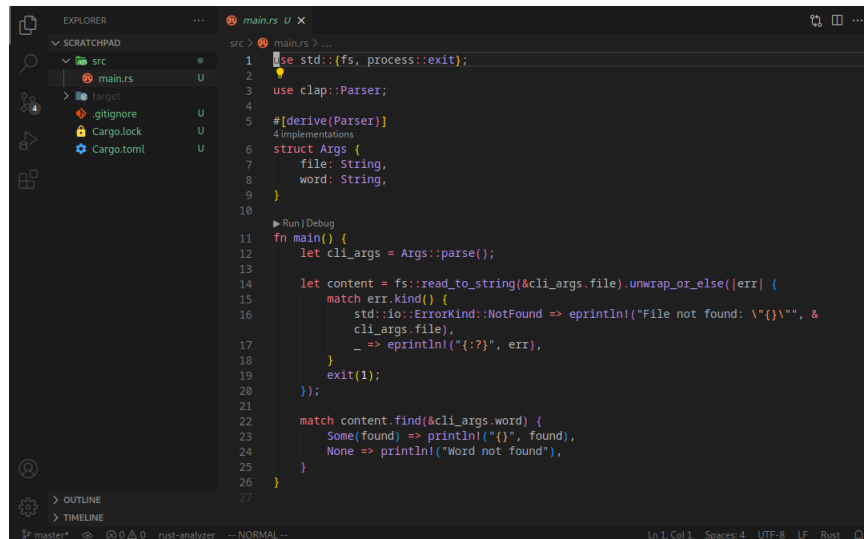 EXPLORER
···
main.rs U ×
···
SCRATCHPAD
src
main.rs U
target
.gitignore U
Cargo.lock U
Cargo.toml U
4
OUTLINE
TIMELINE
src > main.rs > ...
1 use std::{fs, process::exit};
2
3 use clap::Parser;
4
5 #[derive(Parser)]
4 implementations
6 struct Args {
7 file: String,
8 word: String,
9 }
10
Run | Debug
11 fn main() {
12 let cli_args = Args::parse();
13
14 let content = fs::read_to_string(&cli_args.file).unwrap_or_else(|err| {
15 match err.kind() {
16 std::io::ErrorKind::NotFound => eprintln!("File not found: \"{}\"", &
cli_args.file),
17 _ => eprintln!("{:?}", err),
18 }
19 exit(1);
20 });
21
22 match content.find(&cli_args.word) {
23 Some(found) => println!("{}", found),
24 None => println!("Word not found"),
25 }
26 }
27
master* 0 0 rust-analyzer -- NORMAL -- Ln 1, Col 1 Spaces: 4 UTF-8 LF Rust